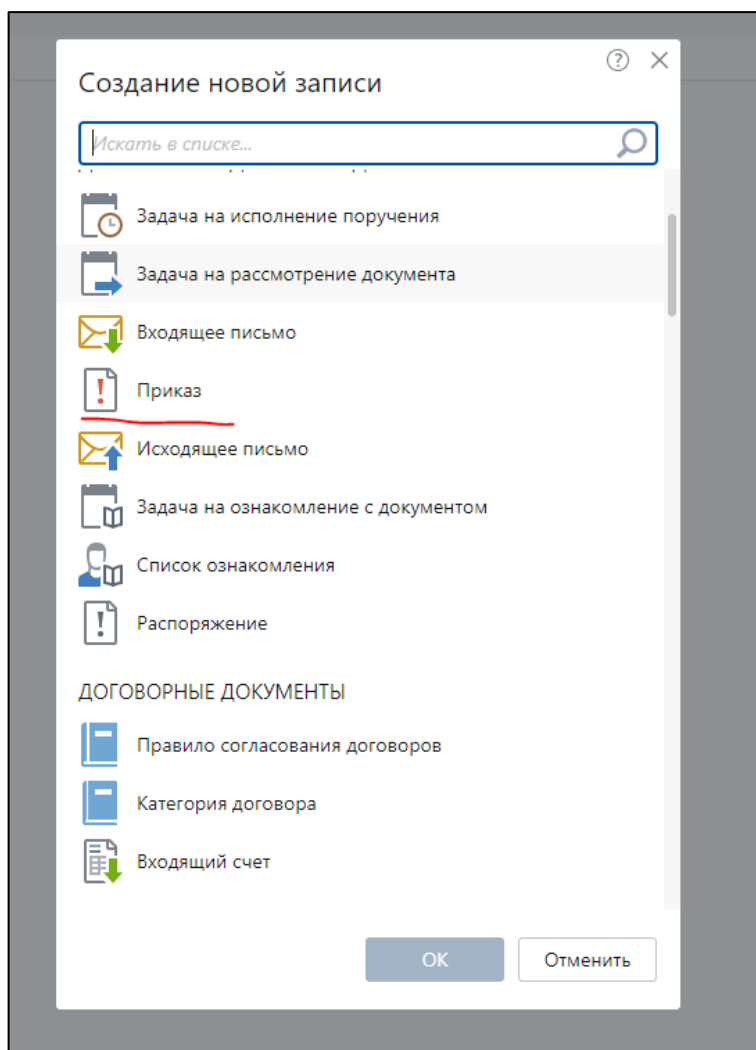 Создание новой записи
Искать в списке...
Задача на исполнение поручения
Задача на рассмотрение документа
Входящее письмо
Приказ
Исходящее письмо
Задача на ознакомление с документом
Список ознакомления
Распоряжение
ДОГОВОРНЫЕ ДОКУМЕНТЫ
Правило согласования договоров
Категория договора
Входящий счет
ОК
Отменить